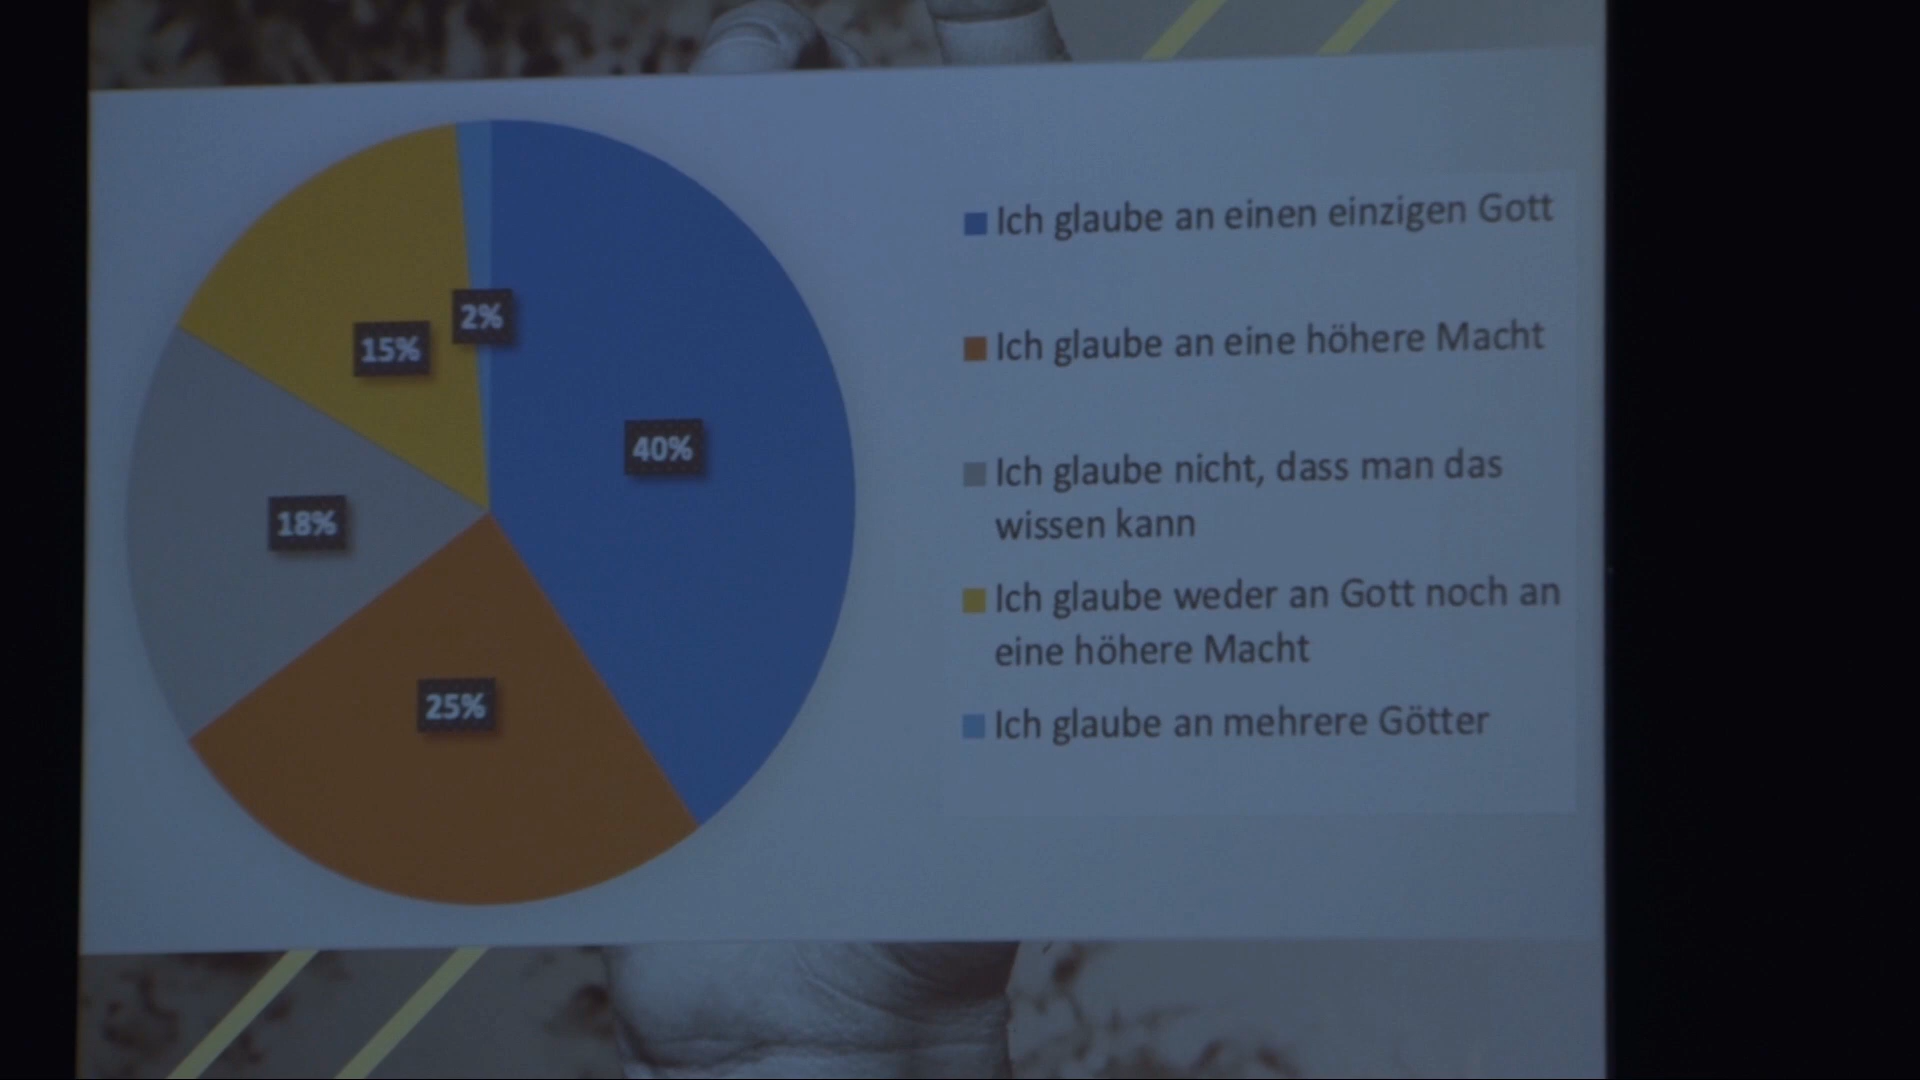 2%
15%
40%
18%
25%
Ich glaube an einen einzigen Gott
Ich glaube an eine höhere Macht
Ich glaube nicht, dass man das
wissen kann
Ich glaube weder an Gott noch an
eine höhere Macht
Ich glaube an mehrere Götter